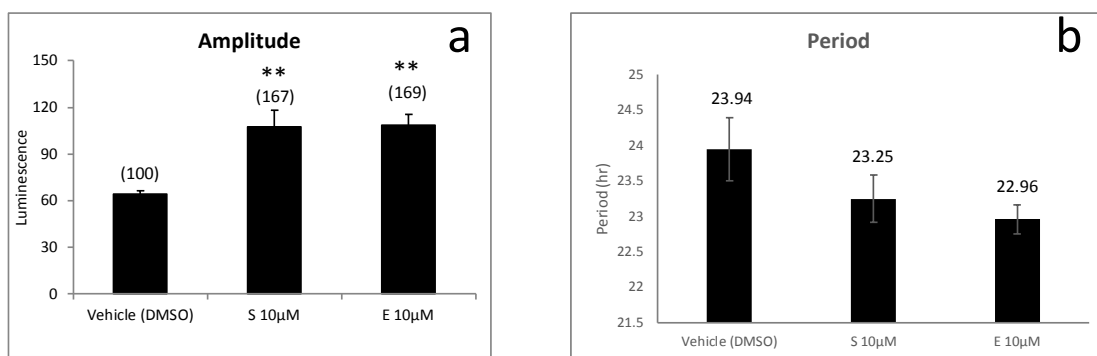 Amplitude
a
Luminescence
150
120
90
60
30
0
(100)
**
(167)
**
(169)
Vehicle (DMSO)
S 10μM
E 10μM
Period
b
Period (hr)
25
24.5
24
23.5
23
22.5
22
21.5
23.94
23.25
22.96
Vehicle (DMSO)
S 10μM
E 10μM